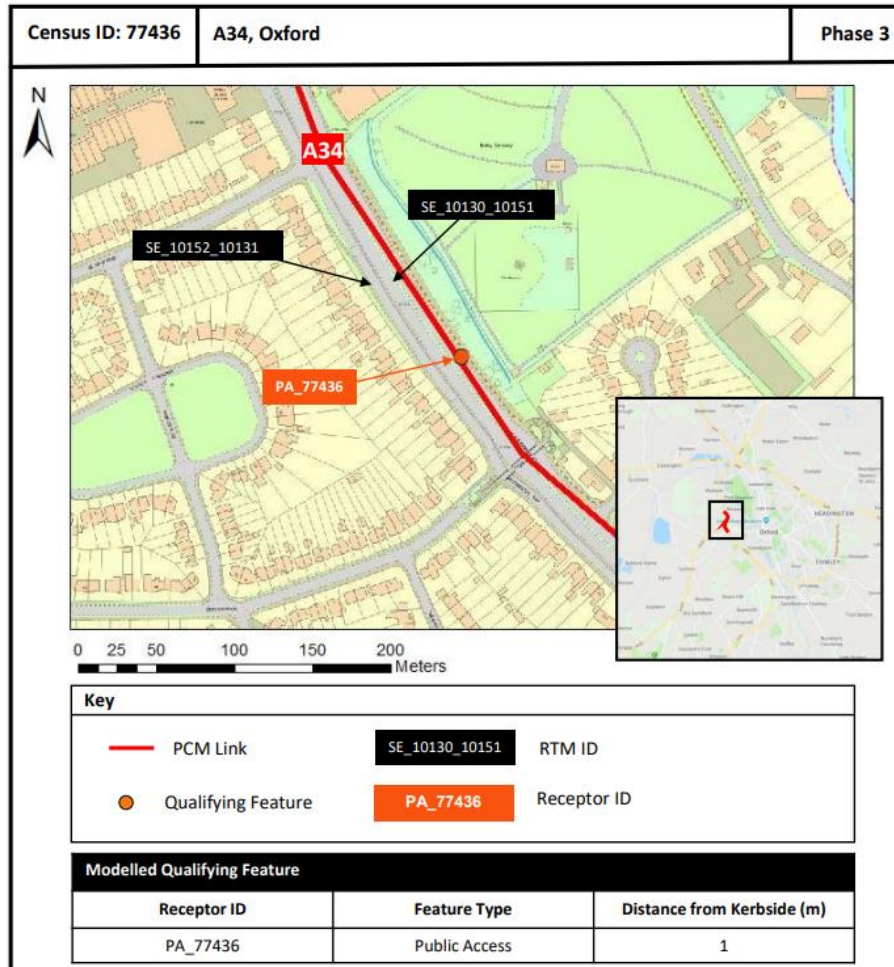 Census ID: 77436
A34, Oxford
Phase 3
N
A34
SE_10130_10151
SE_10152_10131
PA_77436
HEADINGTON
Oxford
COWLEY
0 25 50 100 150 200
Meters
Key
PCM Link
SE_10130_10151
RTM ID
Qualifying Feature
PA_77436
Receptor ID
Modelled Qualifying Feature
Receptor ID
Feature Type
Distance from Kerbside (m)
PA_77436
Public Access
1